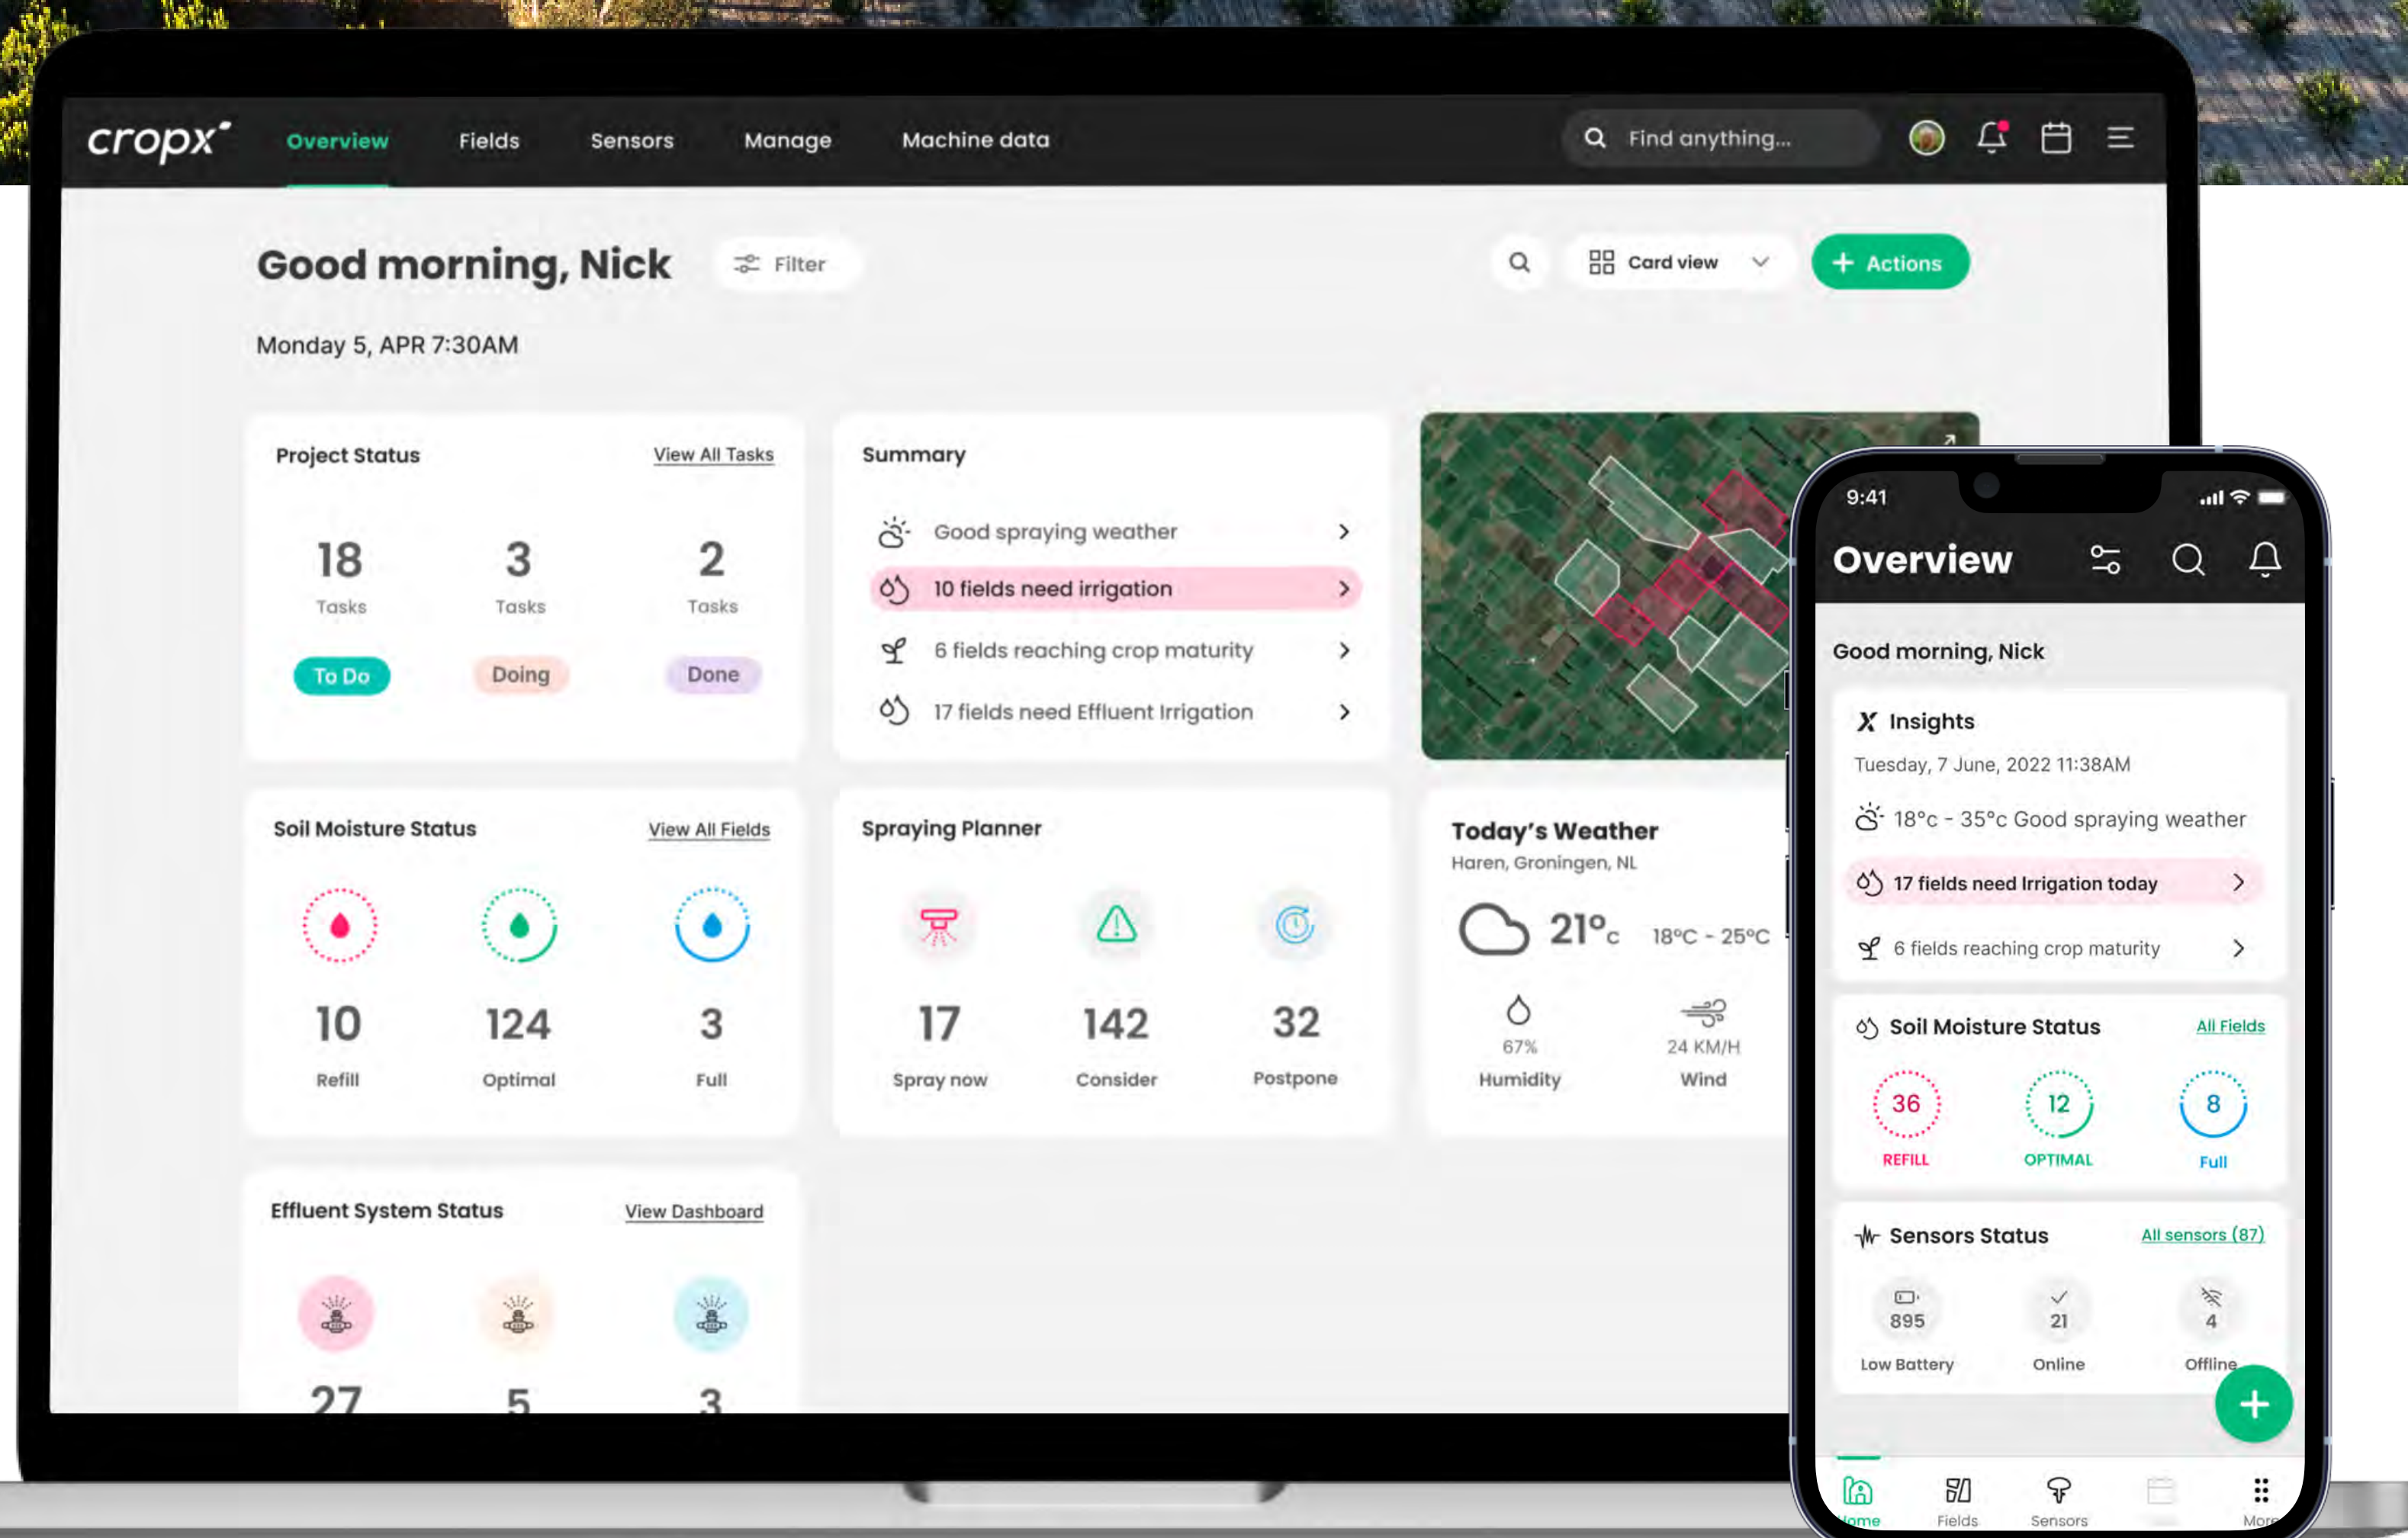 cropx
Overview
Fields
Sensors
Manage
Machine data
Find anything...
Good morning, Nick
Filter
Card view
+ Actions
Monday 5, APR 7:30AM
Project Status
View All Tasks
18
3
2
Tasks
Tasks
Tasks
To Do
Doing
Done
Summary
Good spraying weather
10 fields need irrigation
6 fields reaching crop maturity
17 fields need Effluent Irrigation
Soil Moisture Status
View All Fields
10
124
3
Refill
Optimal
Full
Spraying Planner
17
142
32
Spray now
Consider
Postpone
Today's Weather
Haren, Groningen, NL
21°c
18°C - 25°C
67%
24 KM/H
Humidity
Wind
Effluent System Status
View Dashboard
27
5
3
9:41
Overview
Good morning, Nick
X Insights
Tuesday, 7 June, 2022 11:38AM
18°c - 35°c Good spraying weather
17 fields need Irrigation today
6 fields reaching crop maturity
Soil Moisture Status
All Fields
36
12
8
REFILL
OPTIMAL
Full
Sensors Status
All sensors (87)
895
21
4
Low Battery
Online
Offline
+
Home
Fields
Sensors
More